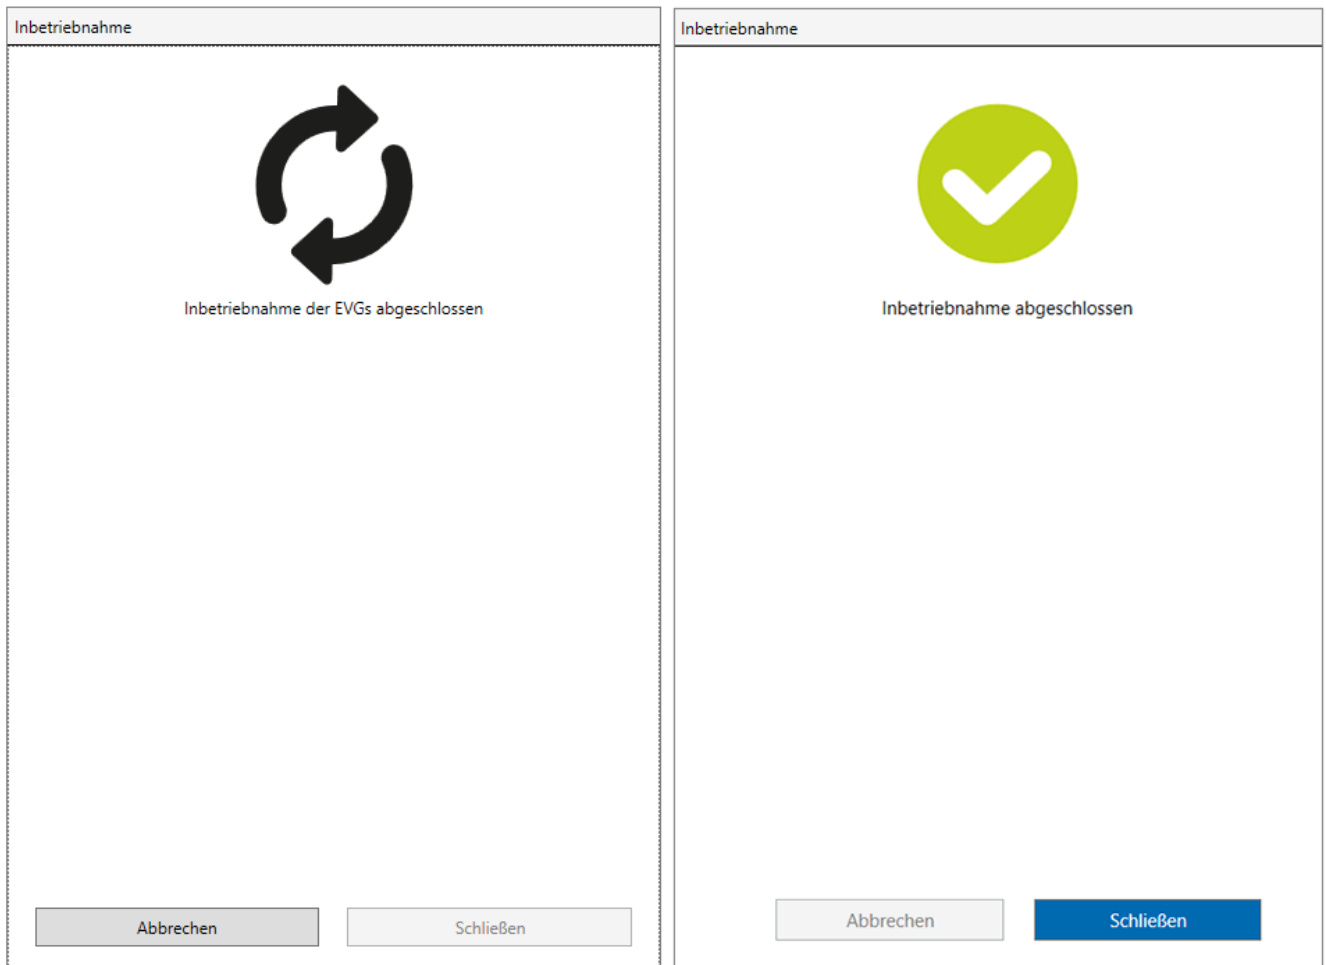 Inbetriebnahme
Inbetriebnahme der EVGs abgeschlossen
Abbrechen
Schließen
Inbetriebnahme
Inbetriebnahme abgeschlossen
Abbrechen
Schließen